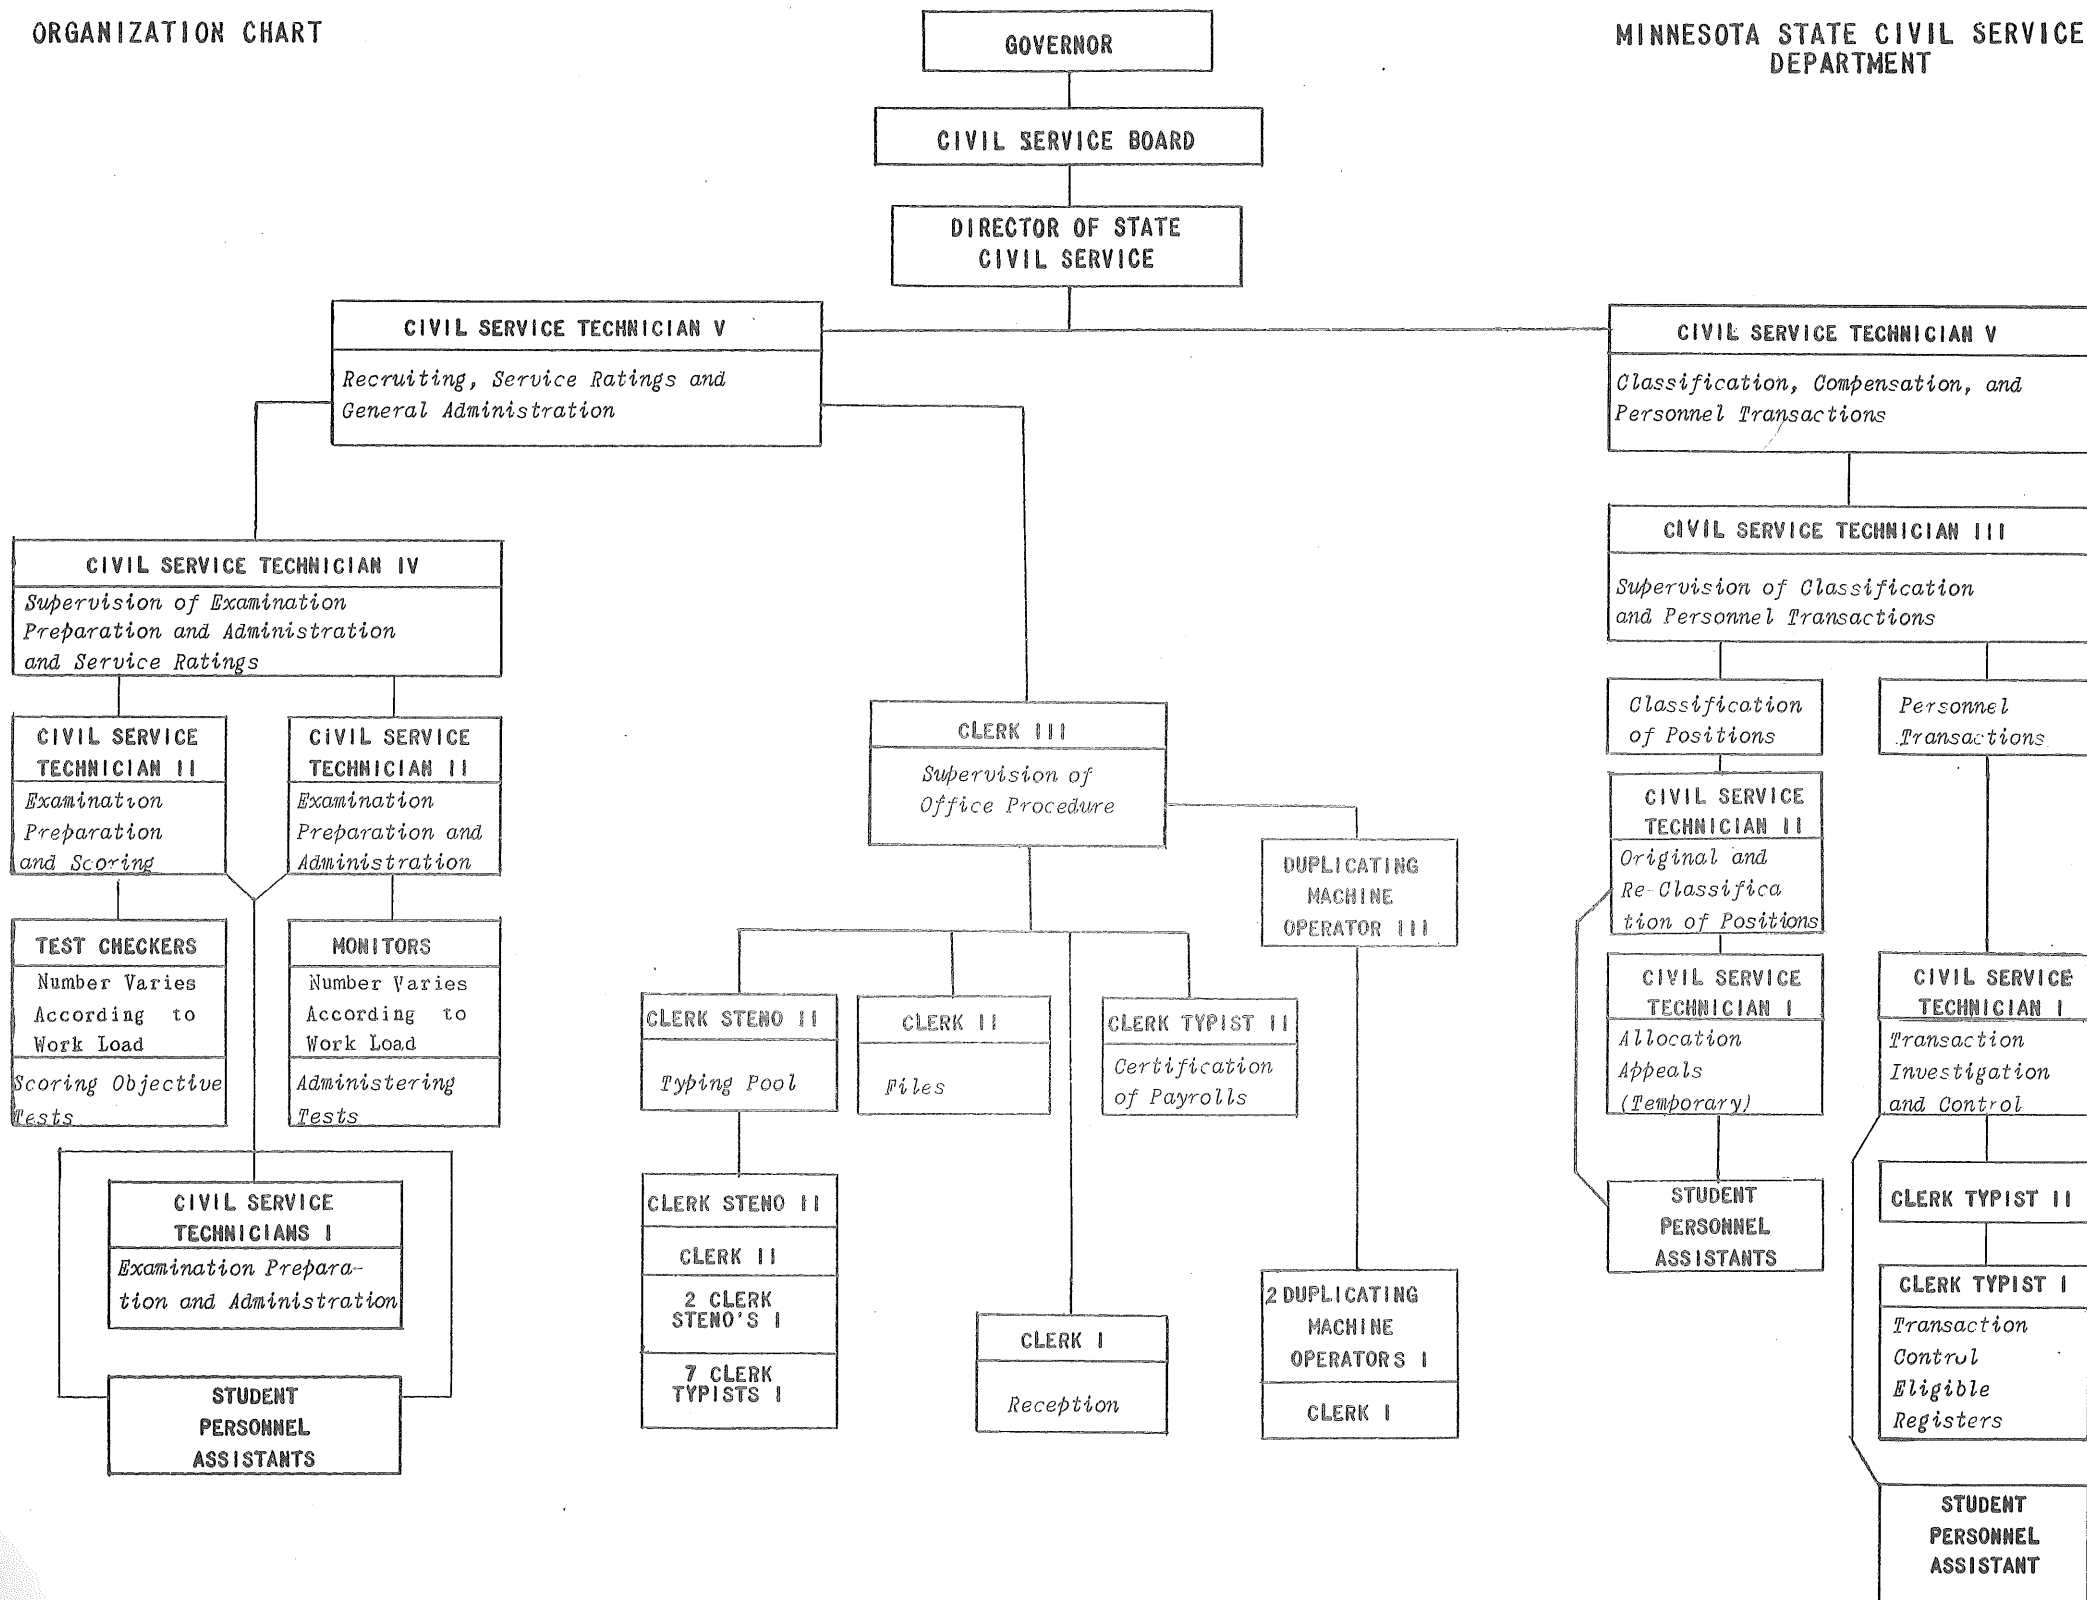 ORGANIZATION CHART
MINNESOTA STATE CIVIL SERVICE
DEPARTMENT
GOVERNOR
CIVIL SERVICE BOARD
DIRECTOR OF STATE
CIVIL SERVICE
CIVIL SERVICE TECHNICIAN V
Recruiting, Service Ratings and
General Administration
CIVIL SERVICE TECHNICIAN V
Classification, Compensation, and
Personnel Transactions
CIVIL SERVICE TECHNICIAN IV
Supervision of Examination
Preparation and Administration
and Service Ratings
CIVIL SERVICE
TECHNICIAN II
Examination
Preparation
and Scoring
CIVIL SERVICE
TECHNICIAN II
Examination
Preparation and
Administration
TEST CHECKERS
Number Varies
According to
Work Load
Scoring Objective
Tests
MONITORS
Number Varies
According to
Work Load
Administering
Tests
CIVIL SERVICE
TECHNICIANS I
Examination Prepara-
tion and Administration
STUDENT
PERSONNEL
ASSISTANTS
CLERK III
Supervision of
Office Procedure
DUPLICATING
MACHINE
OPERATOR III
CLERK STENO II
Typing Pool
CLERK II
Files
CLERK TYPIST II
Certification
of Payrolls
CLERK STENO II
CLERK II
2 CLERK
STENO'S I
7 CLERK
TYPISTS I
CLERK I
Reception
2 DUPLICATING
MACHINE
OPERATORS I
CLERK I
CIVIL SERVICE TECHNICIAN III
Supervision of Classification
and Personnel Transactions
Classification
of Positions
CIVIL SERVICE
TECHNICIAN II
Original and
Re-Classifica
tion of Positions
CIVIL SERVICE
TECHNICIAN I
Allocation
Appeals
(Temporary)
STUDENT
PERSONNEL
ASSISTANTS
Personnel
Transactions
CIVIL SERVICE
TECHNICIAN I
Transaction
Investigation
and Control
CLERK TYPIST II
CLERK TYPIST I
Transaction
Control
Eligible
Registers
STUDENT
PERSONNEL
ASSISTANT